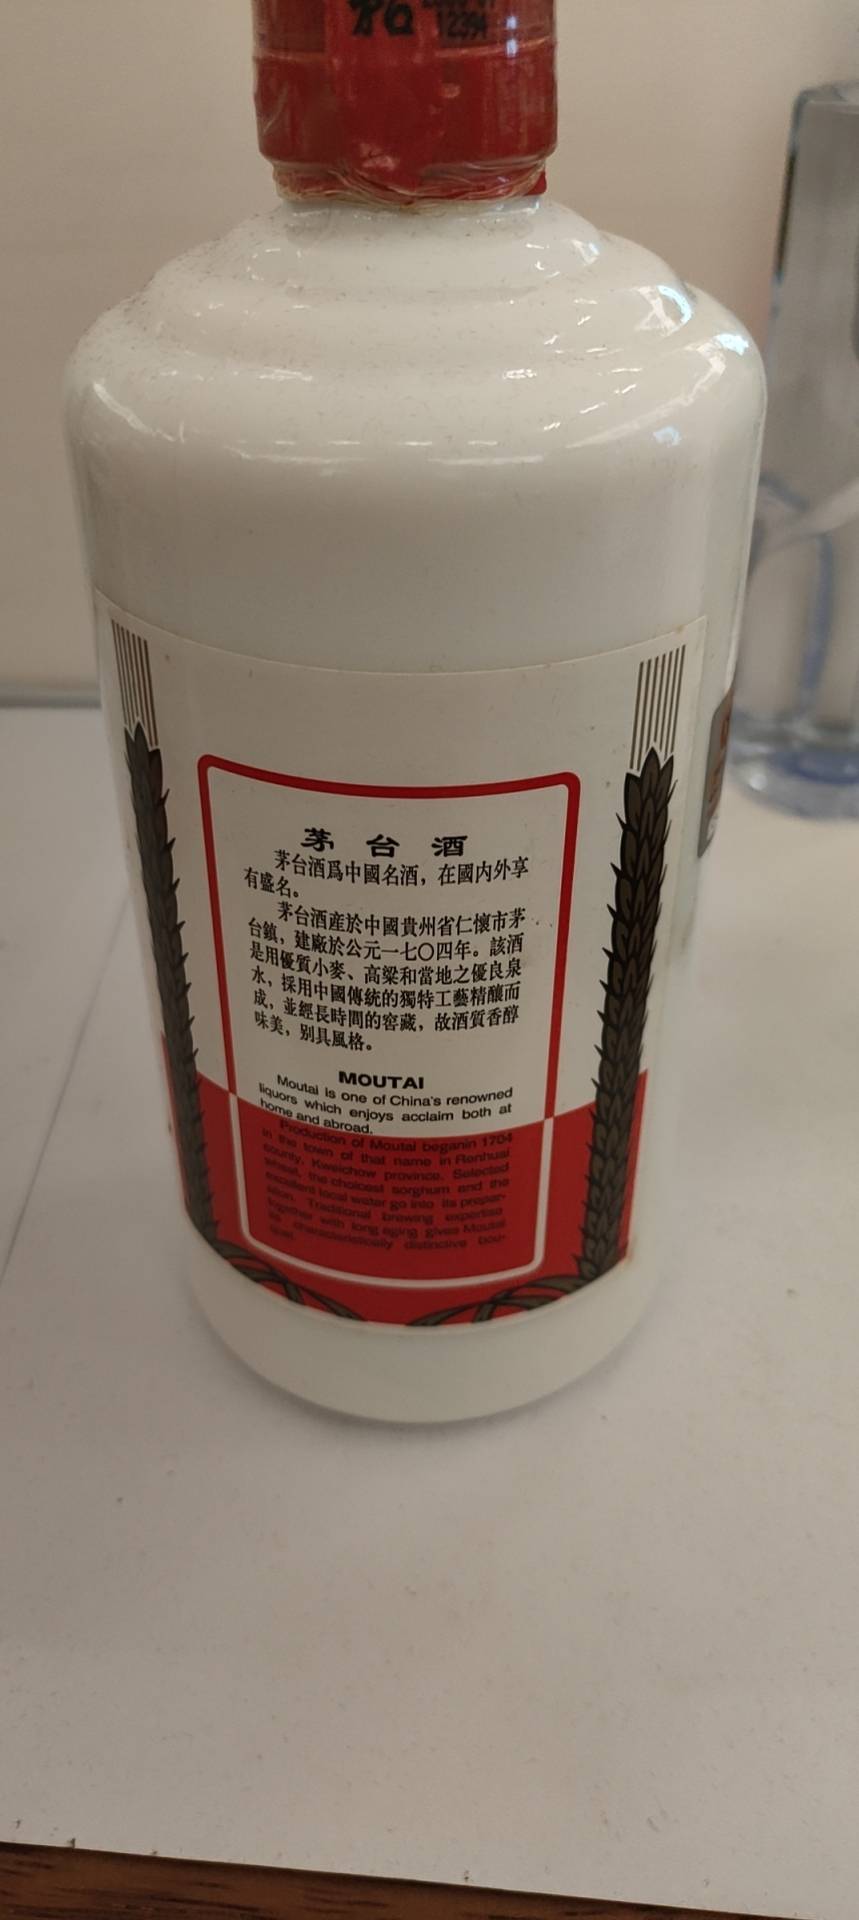 12394
茅台酒
茅台酒爲中國名酒，在國内外享
有盛名。
茅台酒産於中國貴州省仁懷市茅
台鎮，建廠於公元一七〇四年。該酒
是用優質小麥、高粱和當地之優良泉
水，採用中國傳統的獨特工藝精釀而
成，並經長時間的窖藏，故酒質香醇
味美，别具風格。
MOUTAI
Moutai is one of China's renowned
liquors which enjoys acclaim both at
home and abroad.
Production of Moutai beganin 1704
in the town of that name in Renhuai
county, Kweichow province. Selected
wheat, the choicest sorghum and the
excellent local water go into its prepar-
ation. Traditional brewing expertise
together with long aging gives Moutai
its characteristically distinctive bou-
quet.